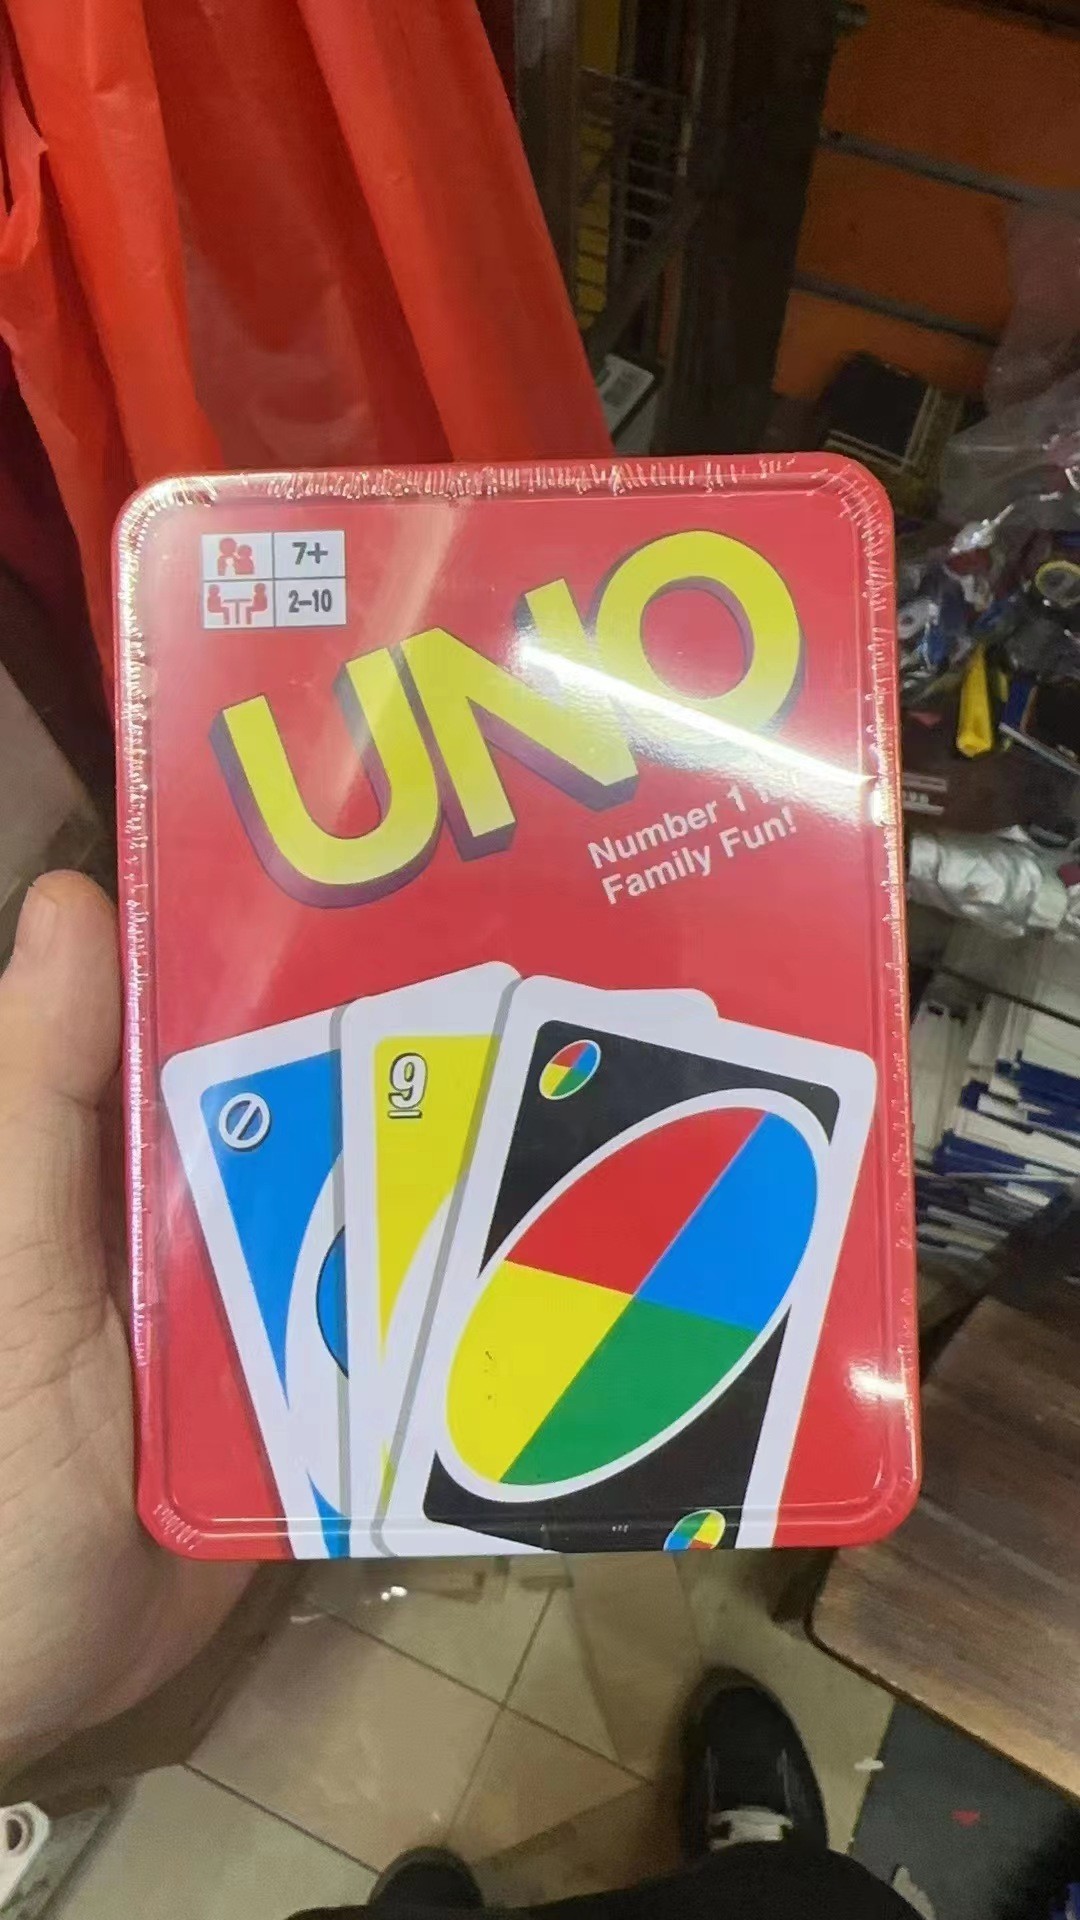 7+
2–10
UNO
Number 1
Family Fun!
9